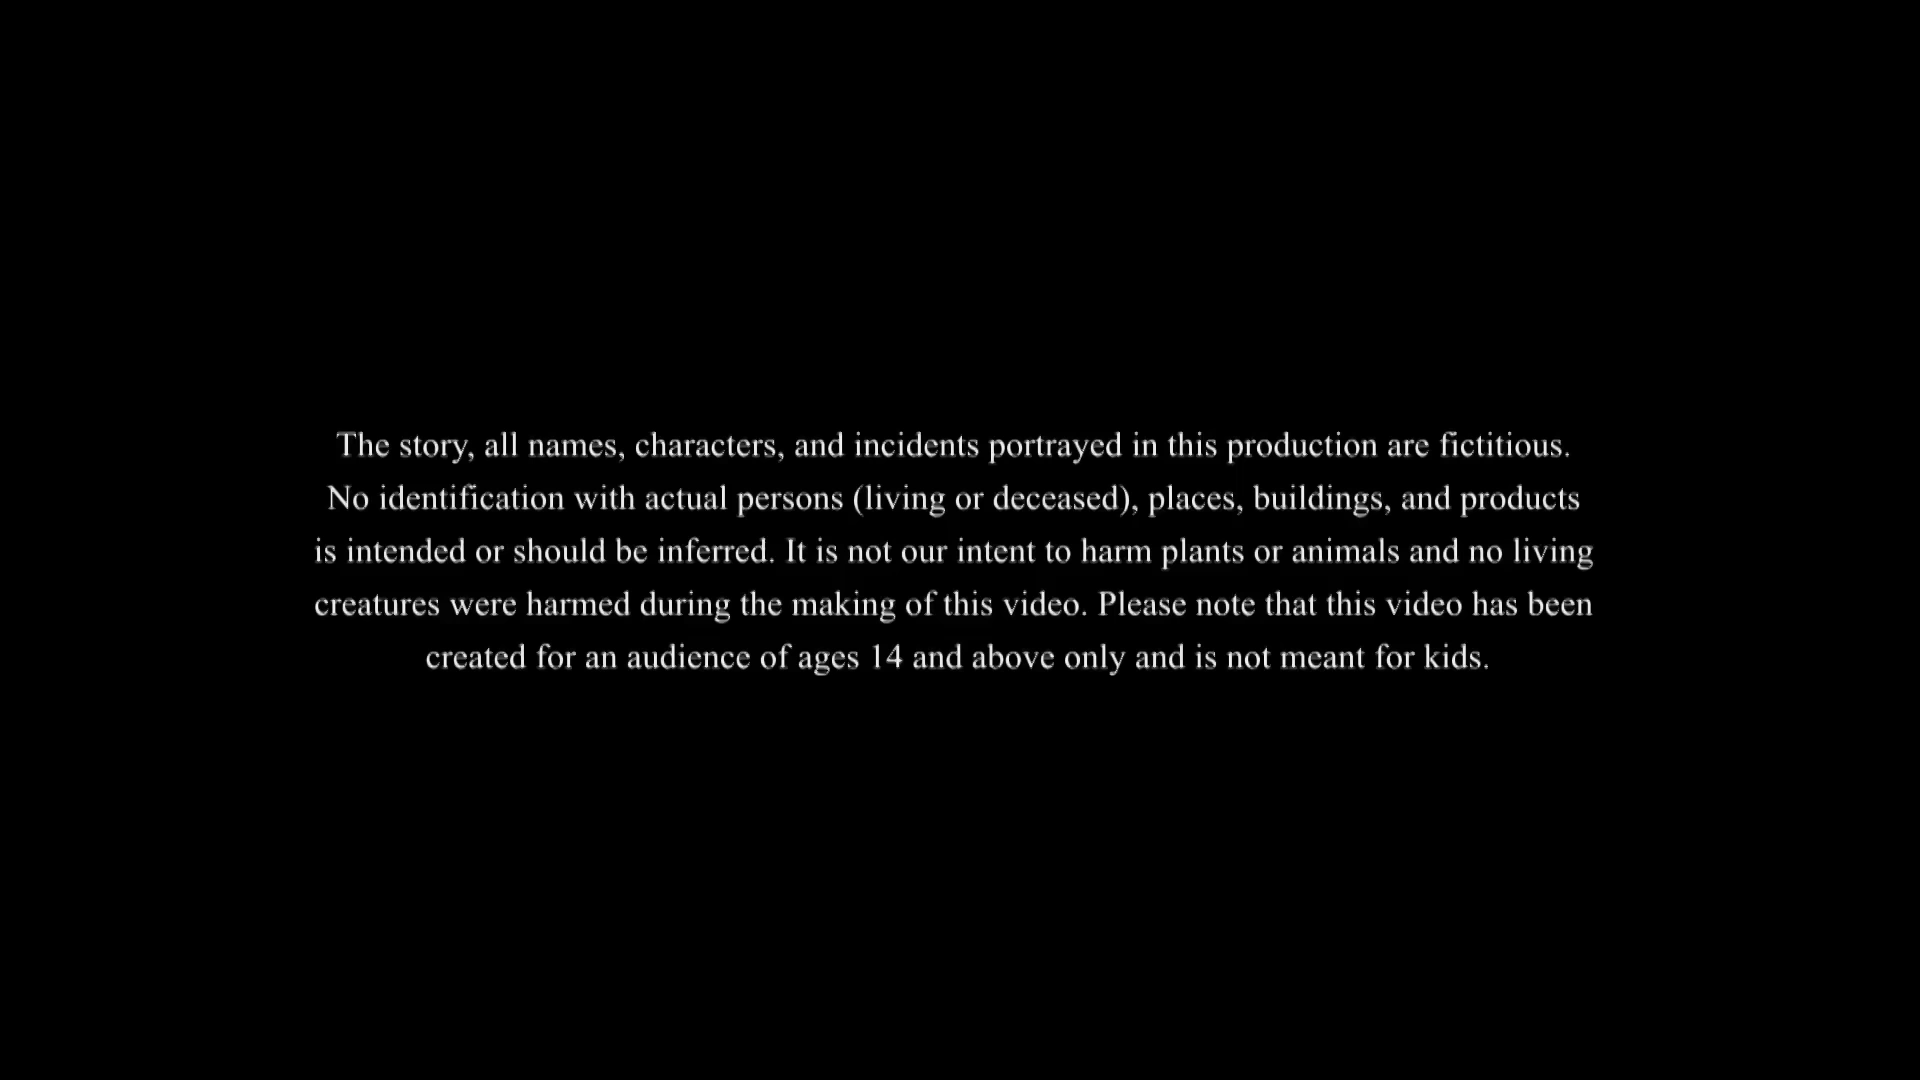 The story, all names, characters, and incidents portrayed in this production are fictitious.
No identification with actual persons (living or deceased), places, buildings, and products
is intended or should be inferred. It is not our intent to harm plants or animals and no living
creatures were harmed during the making of this video. Please note that this video has been
created for an audience of ages 14 and above only and is not meant for kids.